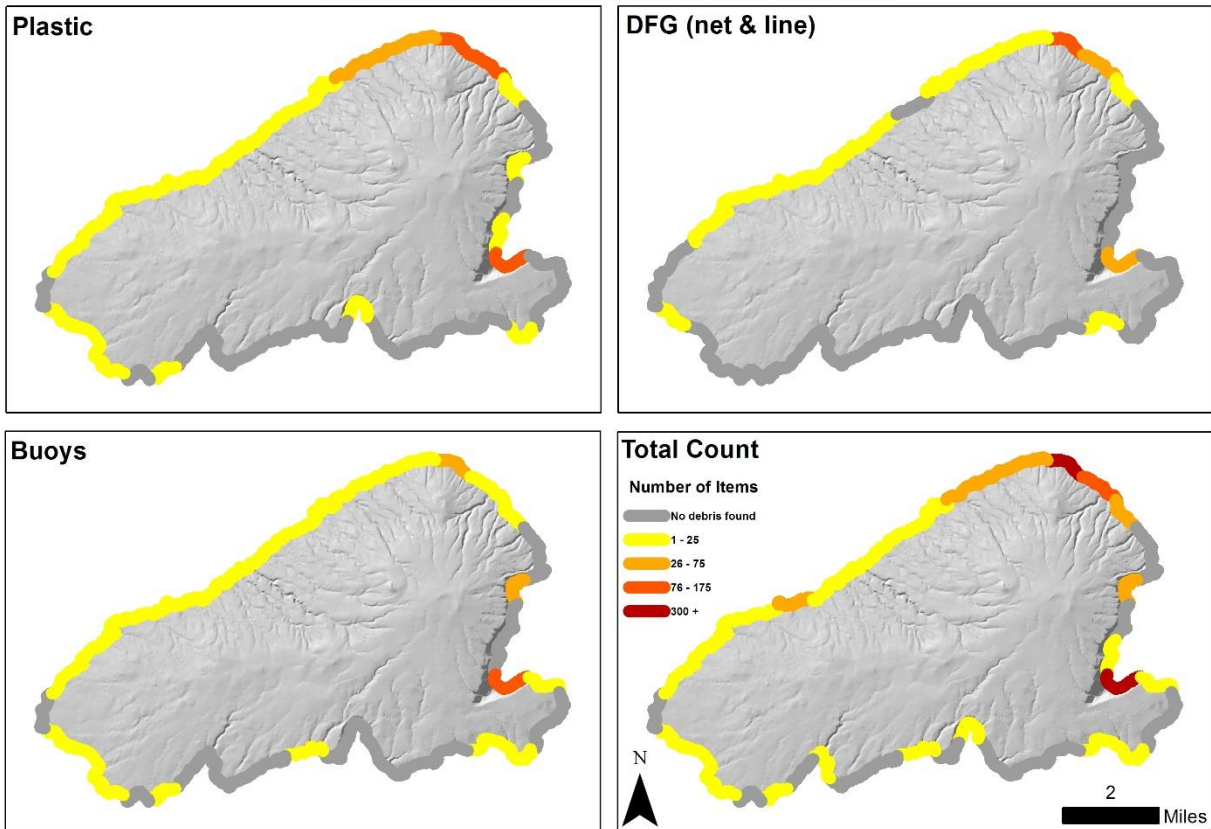 Plastic
DFG (net & line)
Buoys
Total Count
Number of Items
No debris found
1 - 25
26 - 75
76 - 175
300 +
N
2
Miles